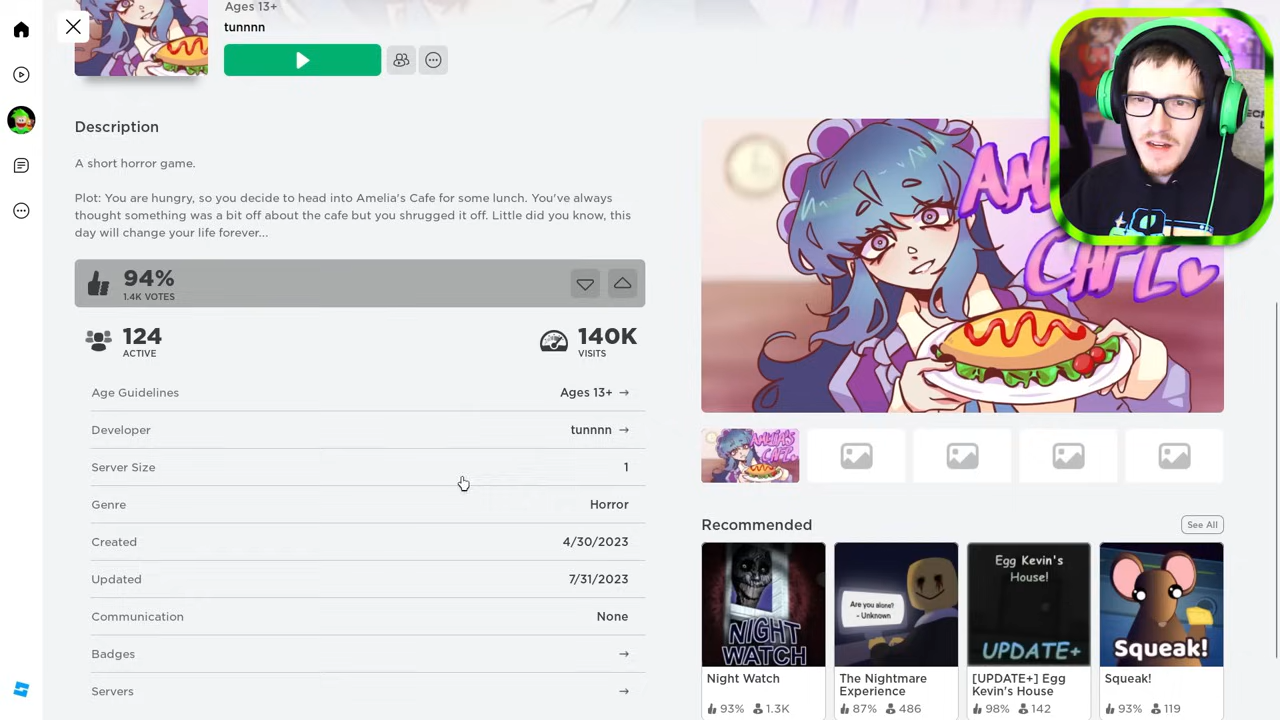 Ages 13+
tunnnn
Description
A short horror game.
Plot: You are hungry, so you decide to head into Amelia's Cafe for some lunch. You've always
thought something was a bit off about the cafe but you shrugged it off. Little did you know, this
day will change your life forever...
94%
1.4K VOTES
124
ACTIVE
140K
VISITS
Age Guidelines
Ages 13+ →
Developer
tunnnn →
Server Size
1
Genre
Horror
Created
4/30/2023
Updated
7/31/2023
Communication
None
Badges
→
Servers
→
CAFE
AMELIA'S
CAFE
Recommended
See All
NIGHT
WATCH
Are you alone?
- Unknown
Egg Kevin's
House!
UPDATE+
Squeak!
Night Watch
93% 1.3K
The Nightmare
Experience
87% 486
[UPDATE+] Egg
Kevin's House
98% 142
Squeak!
93% 119